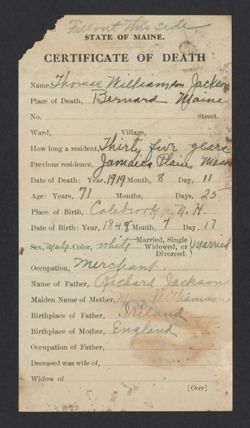 Fill out this side
STATE OF MAINE.
CERTIFICATE OF DEATH
Name, Thomas Williamson Jackson
Place of Death, Bernard Maine
No. Street.
Ward, Village,
How long a resident, Thirty five years
Previous residence, Jamaica Plain Mass
Date of Death: Year, 1919 Month, 8 Day, 11
Age: Years, 71 Months, Days, 25
Place of Birth, Colebrook N. H.
Date of Birth: Year, 1848 Month, 7 Day, 17
Sex, Male Color, white Married, Single Widowed, or Divorced. Married
Occupation, Merchant.
Name of Father, Richard Jackson
Maiden Name of Mother,
Birthplace of Father, Ireland
Birthplace of Mother, England
Occupation of Father,
Deceased was wife of,
Widow of
[Over]